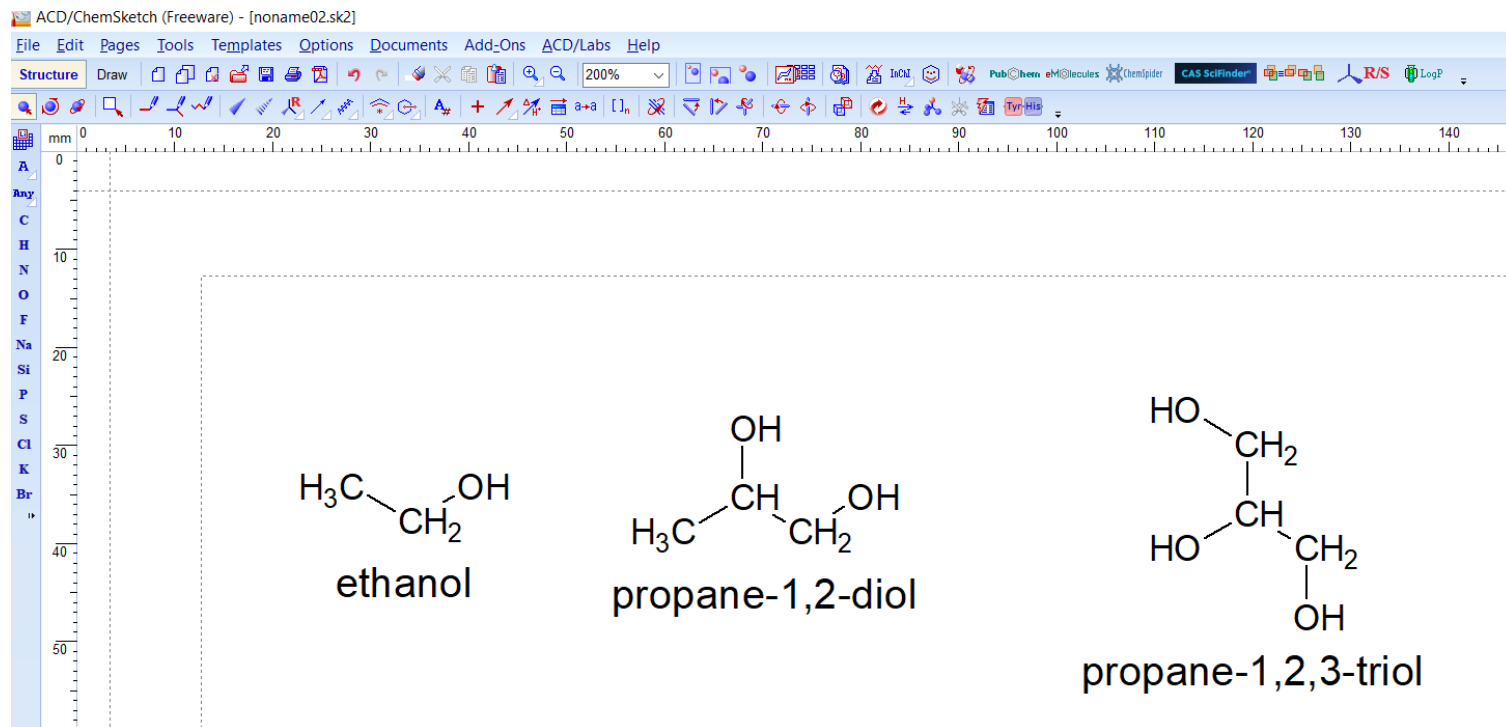 ACD/ChemSketch (Freeware) - [noname02.sk2]
File Edit Pages Tools Templates Options Documents Add-Ons ACD/Labs Help
Structure Draw 200% InChI PubChem eMolecules ChemSpider CAS SciFinder R/S LogP
R A# a→a []n H Tyr His
mm 0 10 20 30 40 50 60 70 80 90 100 110 120 130 140
0
A
Any
C
H
10
N
O
F
Na
20
Si
P
S
Cl
30
K
Br
40
50
H3C CH2 OH
ethanol
OH
H3C CH CH2 OH
propane-1,2-diol
HO CH2
HO CH CH2
OH
propane-1,2,3-triol